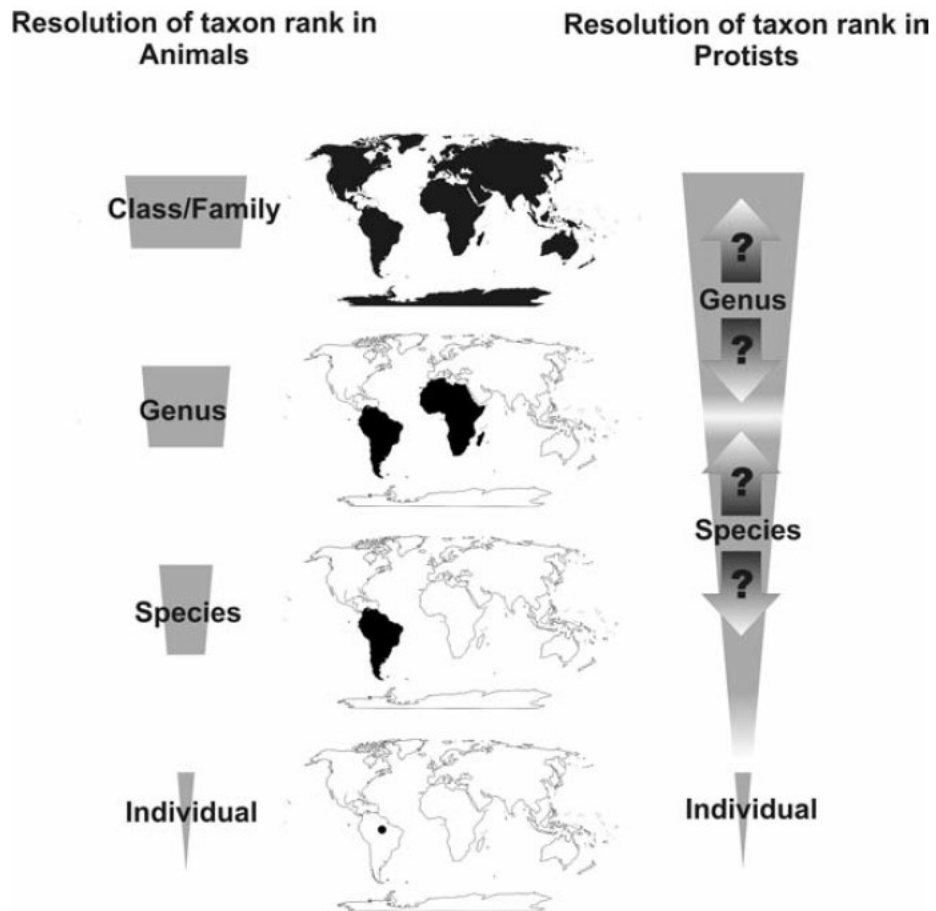 Resolution of taxon rank in
Animals
Resolution of taxon rank in
Protists
Class/Family
?
Genus
?
Genus
?
Species
Species
?
Individual
Individual